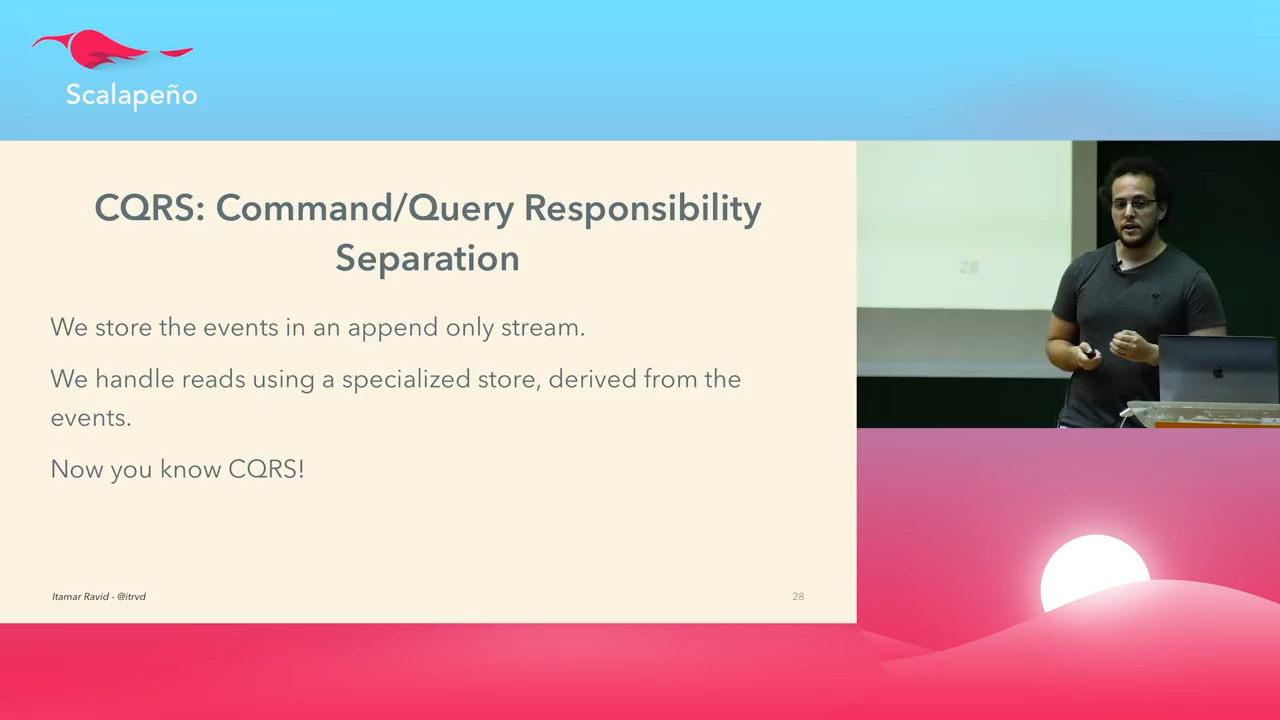 Scalapeño
CQRS: Command/Query Responsibility
Separation
We store the events in an append only stream.
We handle reads using a specialized store, derived from the
events.
Now you know CQRS!
Itamar Ravid - @itrvd
28
28